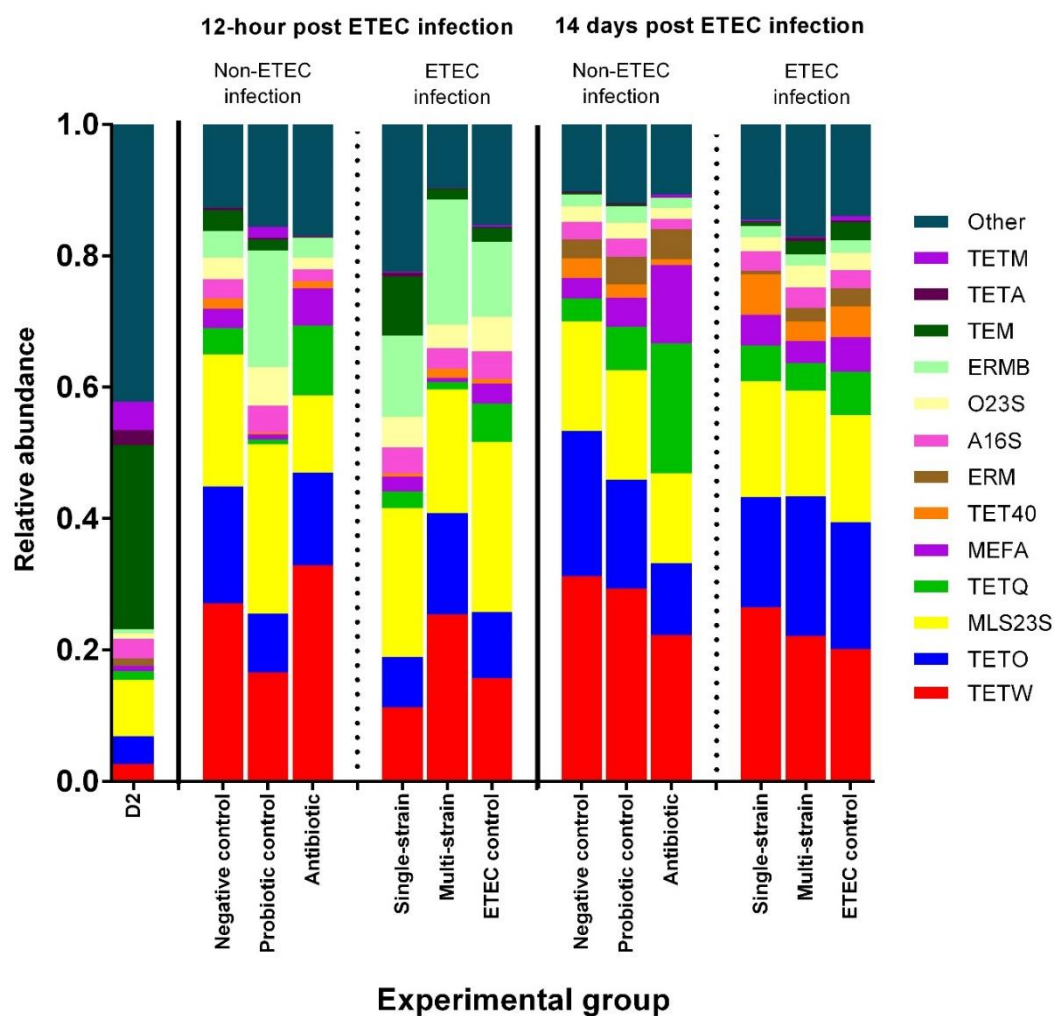 12-hour post ETEC infection
14 days post ETEC infection
Non-ETEC
infection
ETEC
infection
Non-ETEC
infection
ETEC
infection
Relative abundance
1.0
0.8
0.6
0.4
0.2
0.0
Other
TETM
TETA
TEM
ERMB
O23S
A16S
ERM
TET40
MEFA
TETQ
MLS23S
TETO
TETW
D2
Negative control
Probiotic control
Antibiotic
Single-strain
Multi-strain
ETEC control
Negative control
Probiotic control
Antibiotic
Single-strain
Multi-strain
ETEC control
Experimental group